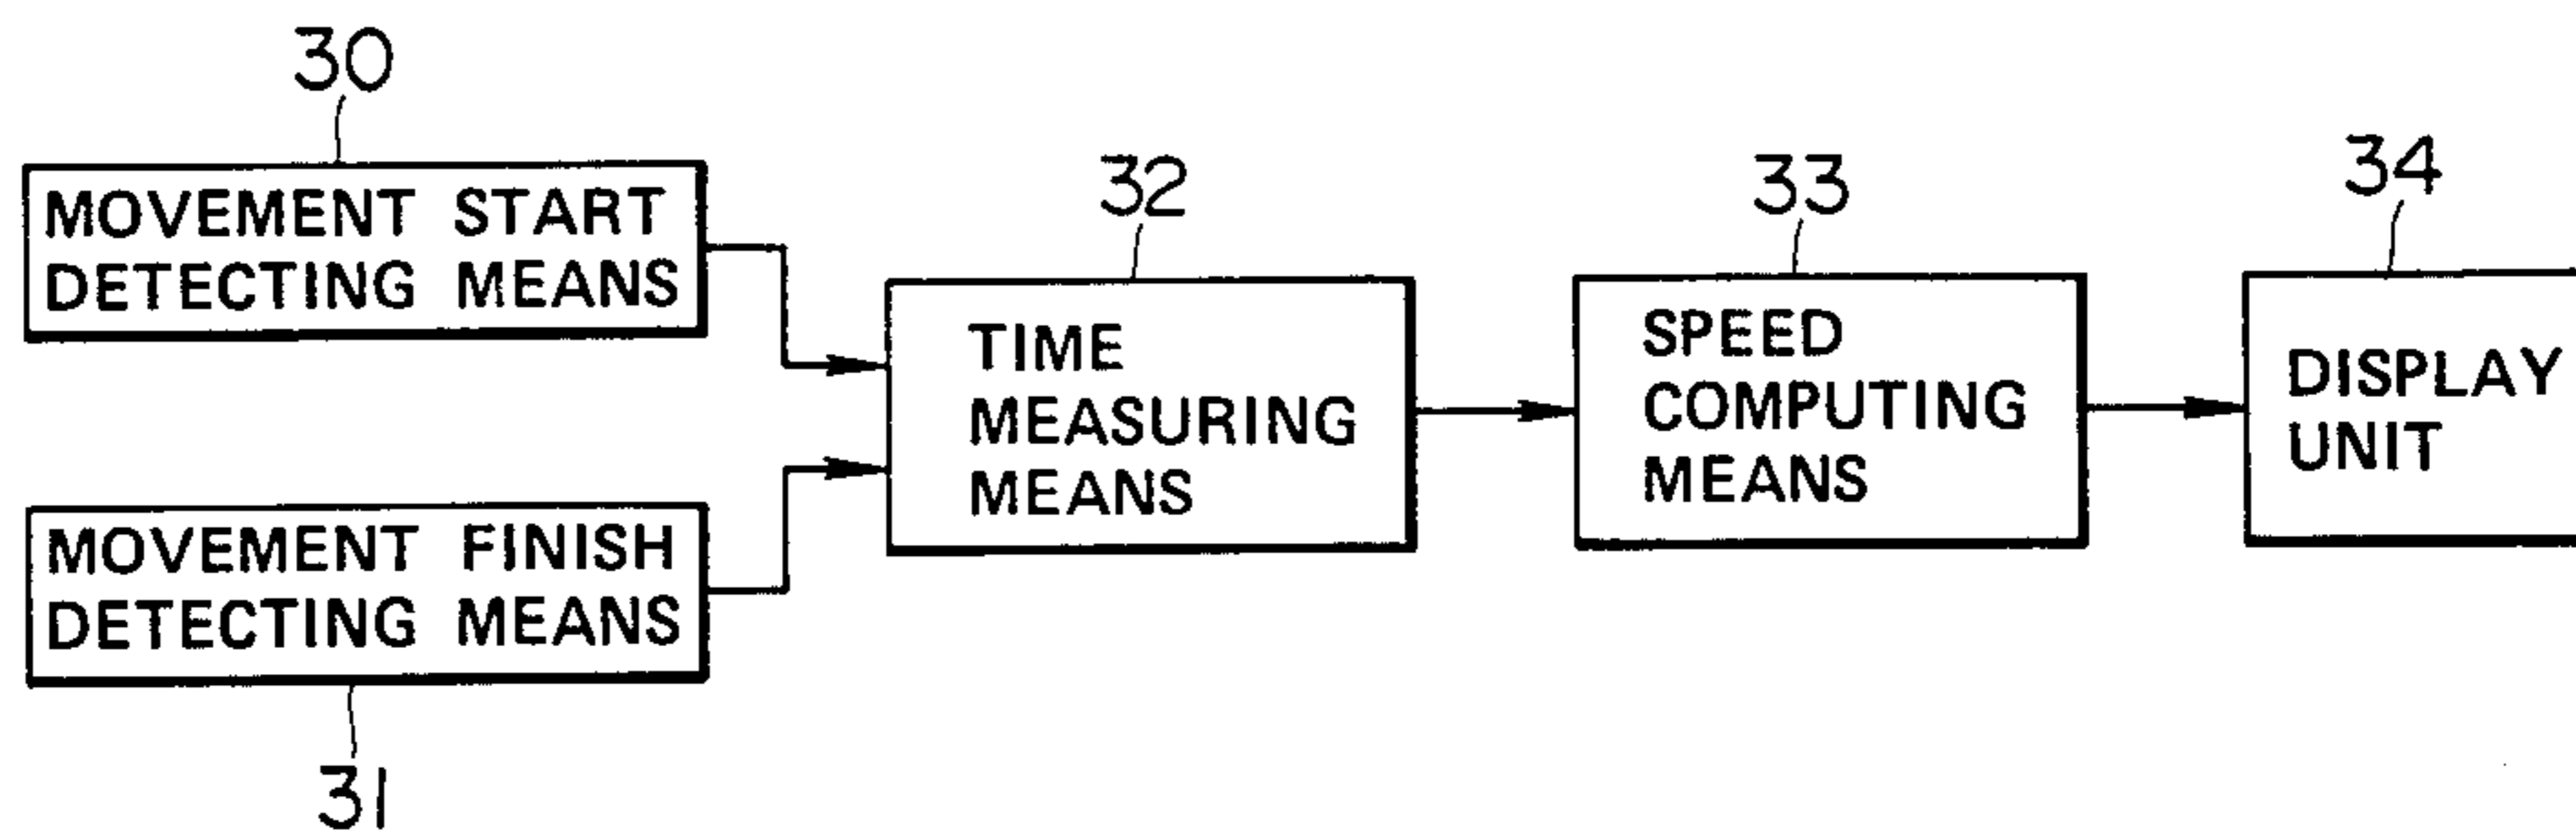 30
MOVEMENT START
DETECTING MEANS
32
TIME
MEASURING
MEANS
33
SPEED
COMPUTING
MEANS
34
DISPLAY
UNIT
MOVEMENT FINISH
DETECTING MEANS
31